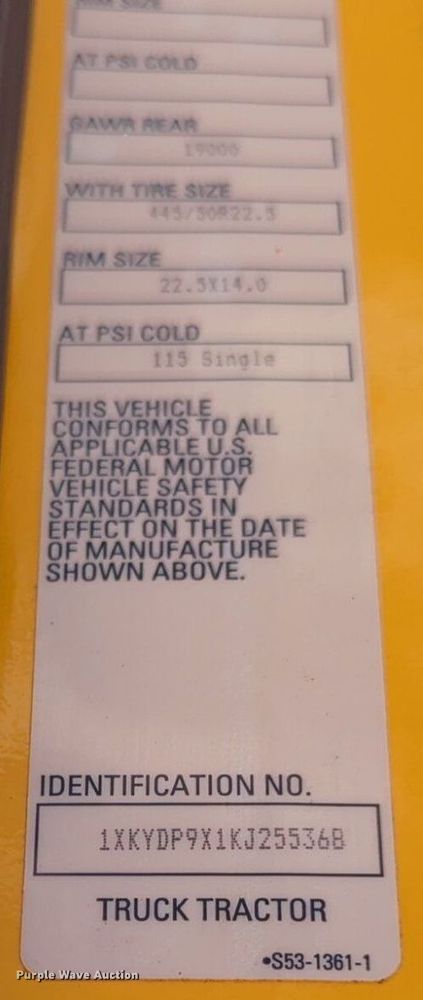 RIM SIZE
AT PSI COLD
GAWR REAR
19000
WITH TIRE SIZE
445/50R22.5
RIM SIZE
22.5X14.0
AT PSI COLD
115 Single
THIS VEHICLE
CONFORMS TO ALL
APPLICABLE U.S.
FEDERAL MOTOR
VEHICLE SAFETY
STANDARDS IN
EFFECT ON THE DATE
OF MANUFACTURE
SHOWN ABOVE.
IDENTIFICATION NO.
1XKYDP9X1KJ255368
TRUCK TRACTOR
•S53-1361-1
Purple Wave Auction